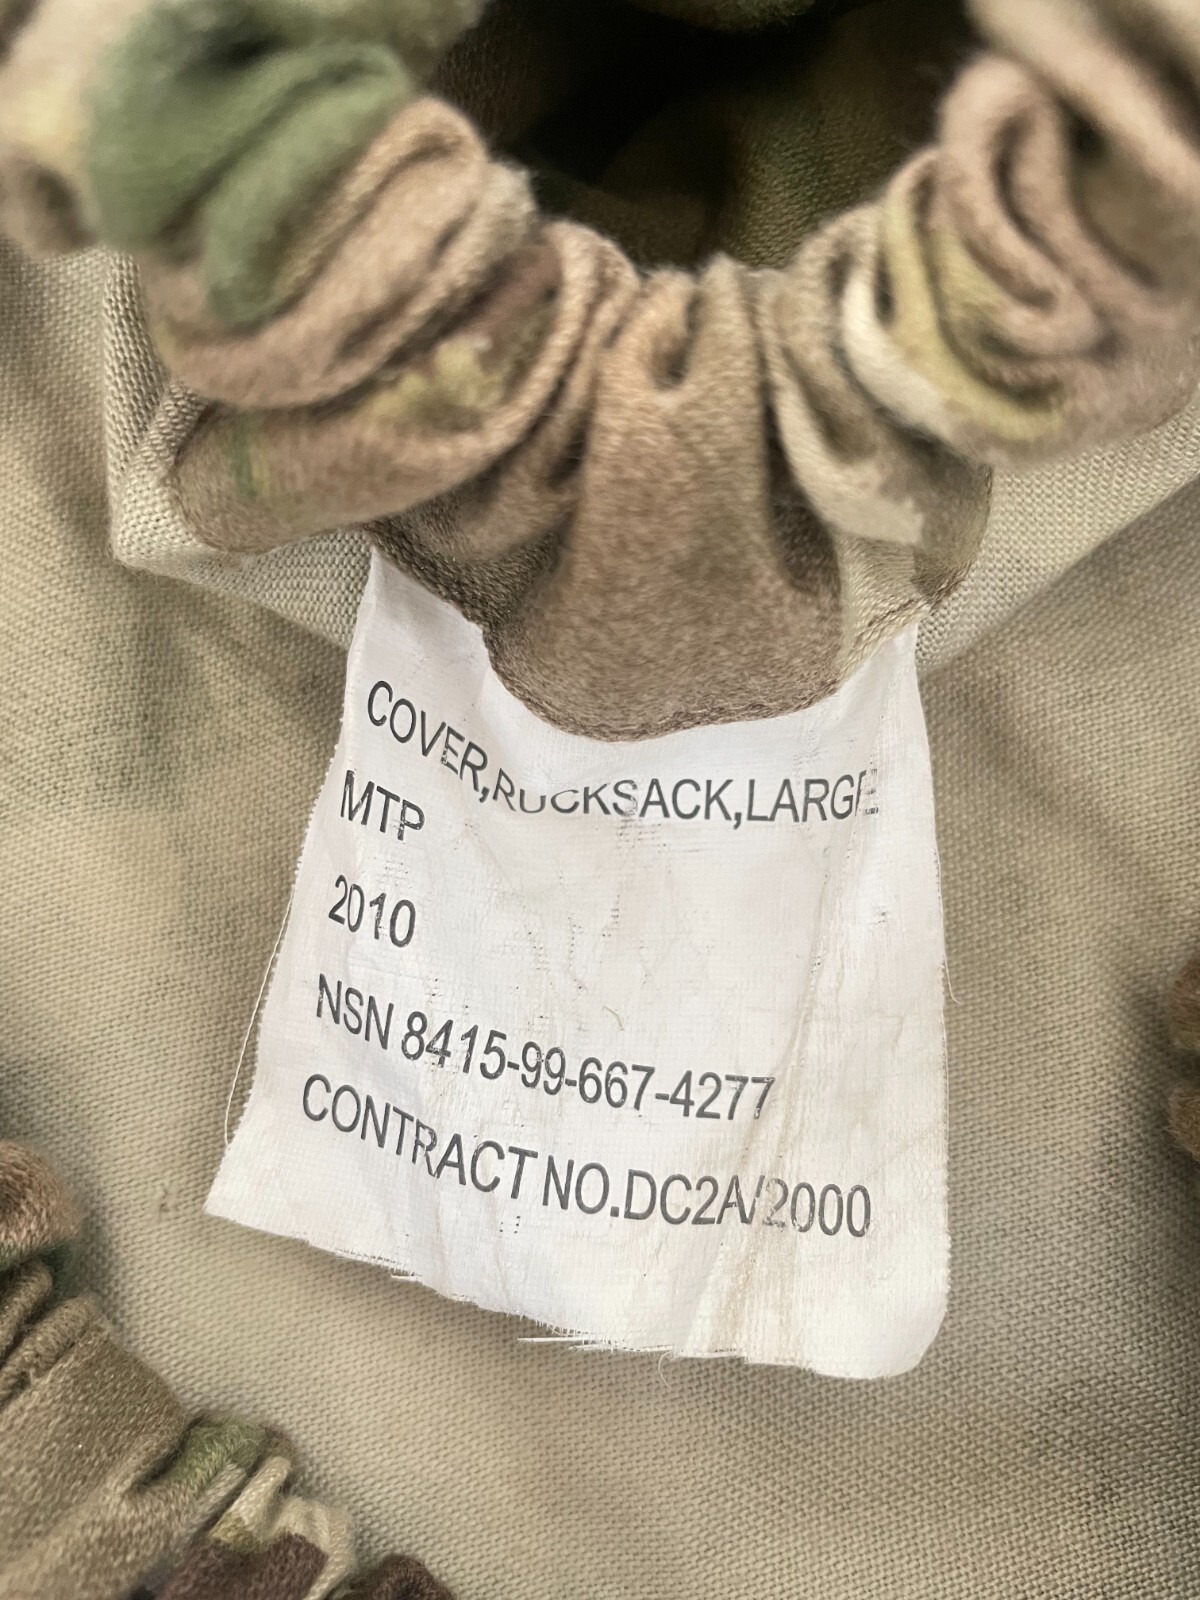 COVER,RUCKSACK,LARGE
MTP
2010
NSN 8415-99-667-4277
CONTRACT NO.DC2A/2000